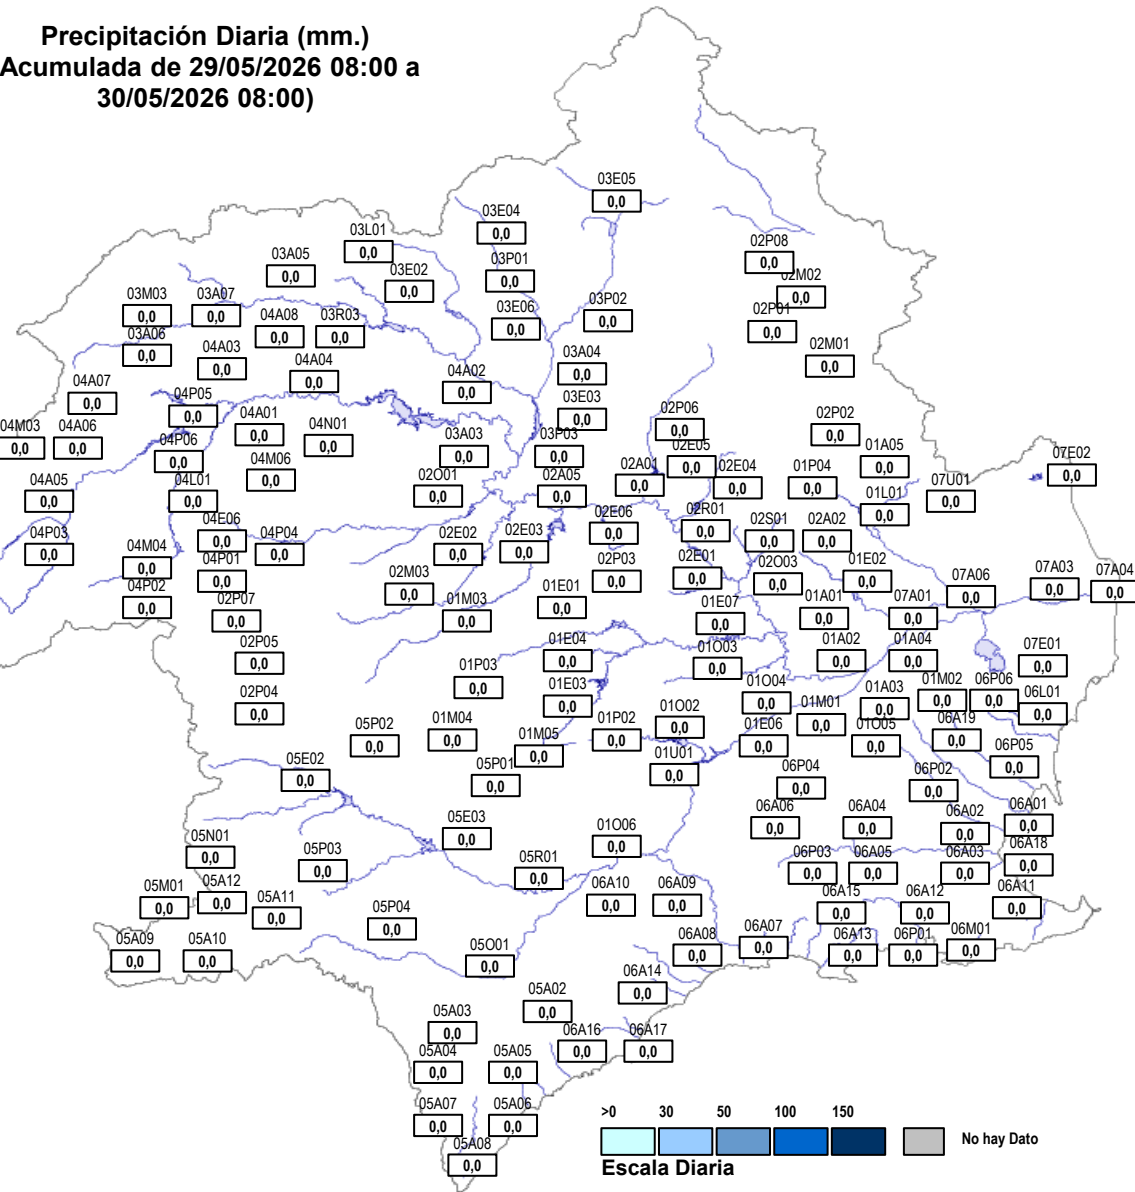 Precipitación Diaria (mm.)
Acumulada de 29/05/2026 08:00 a
30/05/2026 08:00)
03E05
0,0
03E04
0,0
03L01
0,0
02P08
0,0
03A05
0,0
03P01
0,0
03E02
0,0
02M02
0,0
03M03
0,0
03A07
0,0
03P02
0,0
04A08
0,0
03R03
0,0
03E06
0,0
02P01
0,0
03A06
0,0
04A03
0,0
02M01
0,0
04A04
0,0
03A04
0,0
04A02
0,0
04A07
0,0
04P05
0,0
03E03
0,0
02P06
0,0
04A01
0,0
02P02
0,0
04M03
0,0
04A06
0,0
04N01
0,0
03A03
0,0
03P03
0,0
04P06
0,0
02E05
0,0
01A05
0,0
07E02
0,0
04M06
0,0
02A01
0,0
02E04
0,0
01P04
0,0
04A05
0,0
04L01
0,0
02O01
0,0
02A05
0,0
07U01
0,0
01L01
0,0
02E06
0,0
02R01
0,0
04P03
0,0
04E06
0,0
04P04
0,0
02E02
0,0
02E03
0,0
02S01
0,0
02A02
0,0
04M04
0,0
04P01
0,0
02P03
0,0
02E01
0,0
02O03
0,0
01E02
0,0
04P02
0,0
02M03
0,0
01E01
0,0
07A06
0,0
07A03
0,0
07A04
0,0
02P07
0,0
01M03
0,0
01E07
0,0
01A01
0,0
07A01
0,0
02P05
0,0
01E04
0,0
01O03
0,0
01A02
0,0
01A04
0,0
07E01
0,0
01P03
0,0
01E03
0,0
01O04
0,0
01A03
0,0
01M02
0,0
06P06
0,0
06L01
0,0
02P04
0,0
05P02
0,0
01M04
0,0
01M05
0,0
01P02
0,0
01O02
0,0
01E06
0,0
01M01
0,0
01O05
0,0
06A19
0,0
06P05
0,0
05E02
0,0
05P01
0,0
01U01
0,0
06P04
0,0
06P02
0,0
05E03
0,0
01O06
0,0
06A06
0,0
06A04
0,0
06A02
0,0
06A01
0,0
05N01
0,0
05P03
0,0
05R01
0,0
06P03
0,0
06A05
0,0
06A03
0,0
06A18
0,0
05M01
0,0
05A12
0,0
05A11
0,0
06A10
0,0
06A09
0,0
06A15
0,0
06A12
0,0
06A11
0,0
05P04
0,0
05A09
0,0
05A10
0,0
05O01
0,0
06A08
0,0
06A07
0,0
06A13
0,0
06P01
0,0
06M01
0,0
06A14
0,0
05A02
0,0
05A03
0,0
06A16
0,0
06A17
0,0
05A04
0,0
05A05
0,0
05A07
0,0
05A06
0,0
05A08
0,0
>0 30 50 100 150
No hay Dato
Escala Diaria